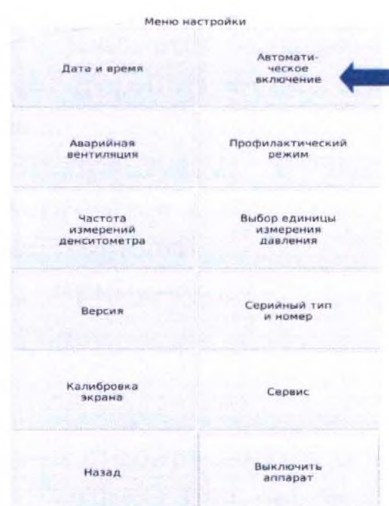 Меню настройки
Дата и время
Автомати-
ческое
включение
Аварийная
вентиляция
Профилактический
режим
Частота
измерений
денситометра
Выбор единицы
измерения
давления
Версия
Серийный тип
и номер
Калибровка
экрана
Сервис
Назад
Выключить
аппарат